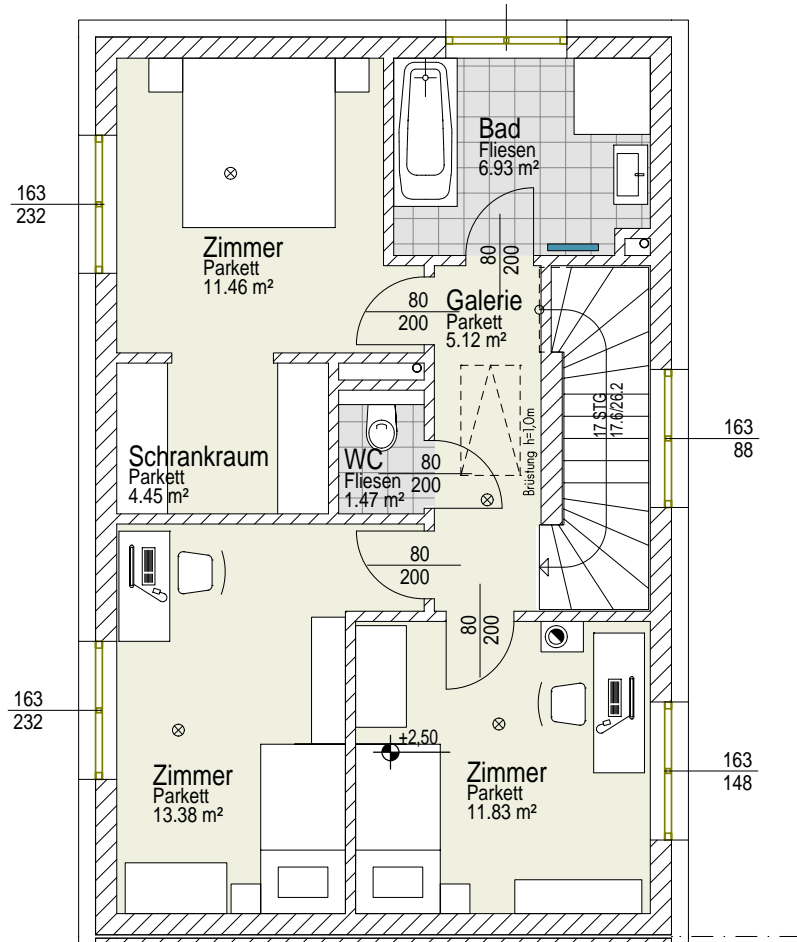 Bad
Fliesen
6.93 m²
163
232
Zimmer
Parkett
11.46 m²
80
200
80
200
Galerie
Parkett
5.12 m²
17 STG
17.6/26.2
Brüstung h=1,0m
163
88
Schrankraum
Parkett
4.45 m²
WC
Fliesen
1.47 m²
80
200
80
200
80
200
163
232
+2,50
Zimmer
Parkett
13.38 m²
Zimmer
Parkett
11.83 m²
163
148